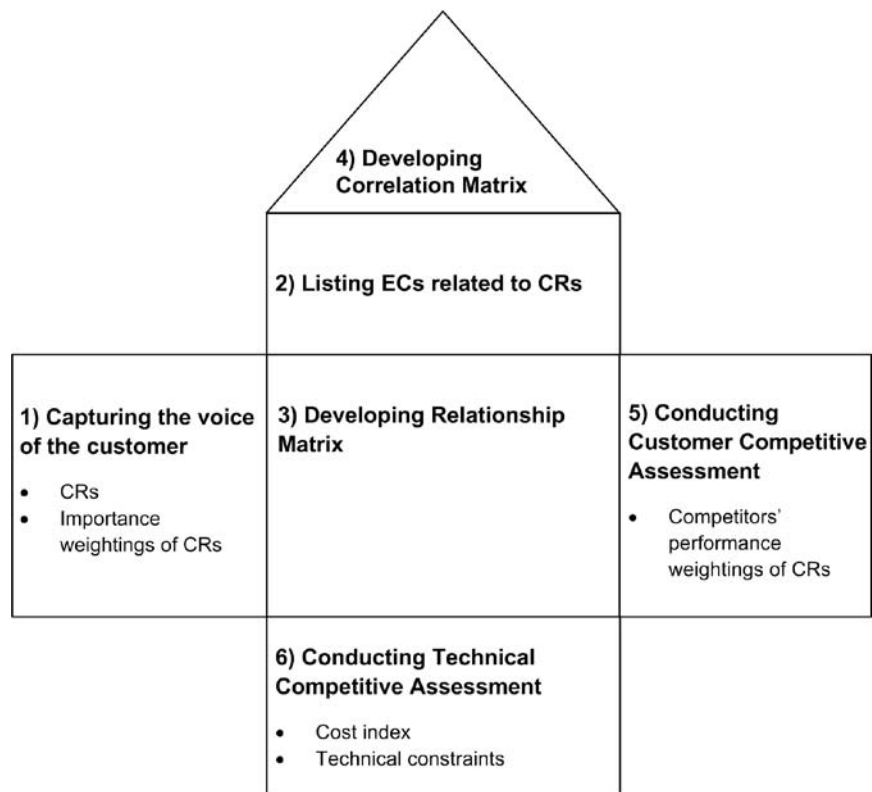 4) Developing
Correlation Matrix
2) Listing ECs related to CRs
1) Capturing the voice
of the customer
• CRs
• Importance
weightings of CRs
3) Developing Relationship
Matrix
5) Conducting
Customer Competitive
Assessment
• Competitors'
performance
weightings of CRs
6) Conducting Technical
Competitive Assessment
• Cost index
• Technical constraints